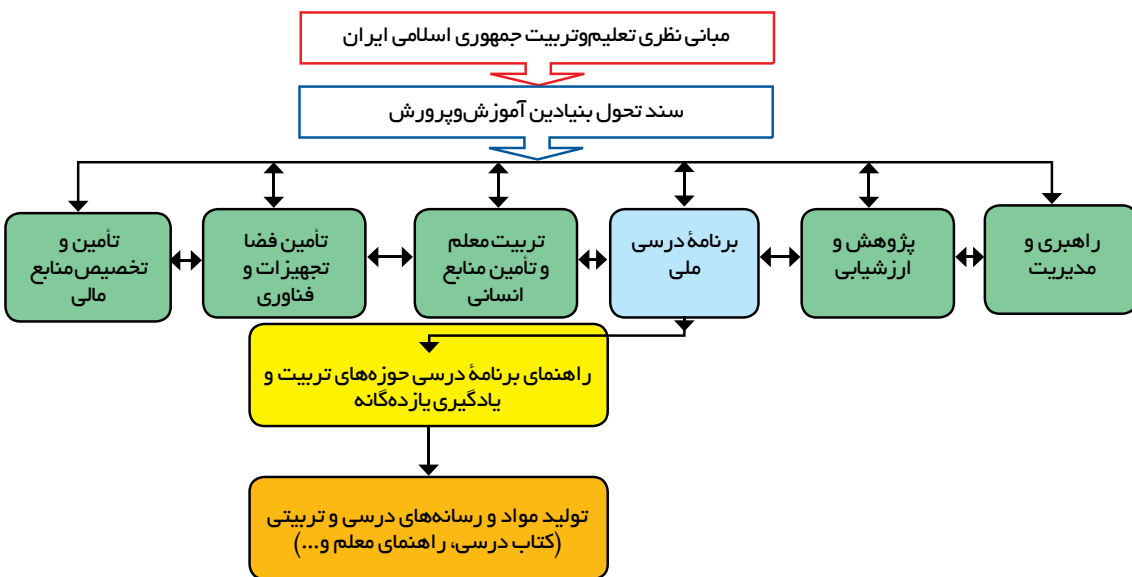 مبانی نظری تعلیم‌وتربیت جمهوری اسلامی ایران
سند تحول بنیادین آموزش‌وپرورش
راهبری و
مدیریت
پژوهش و
ارزشیابی
برنامهٔ درسی
ملی
تربیت معلم
و تأمین منابع
انسانی
تأمین فضا
تجهیزات و
فناوری
تأمین و
تخصیص منابع
مالی
راهنمای برنامهٔ درسی حوزه‌های تربیت و
یادگیری یازده‌گانه
تولید مواد و رسانه‌های درسی و تربیتی
(کتاب درسی، راهنمای معلم و...)